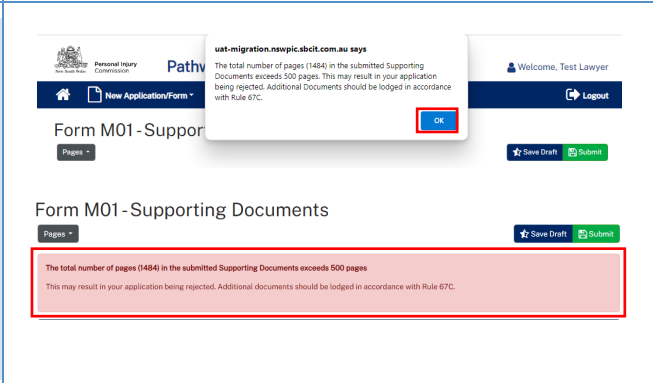 uat-migration.nswpic.sbcit.com.au says
The total number of pages (1484) in the submitted Supporting
Documents exceeds 500 pages. This may result in your application
being rejected. Additional Documents should be lodged in accordance
with Rule 67C.
OK
Personal Injury
Commission
Pathw
Welcome, Test Lawyer
New Application/Form
Logout
Form M01 - Suppor
Pages
Save Draft
Submit
Form M01 - Supporting Documents
Pages
Save Draft
Submit
The total number of pages (1484) in the submitted Supporting Documents exceeds 500 pages
This may result in your application being rejected. Additional documents should be lodged in accordance with Rule 67C.